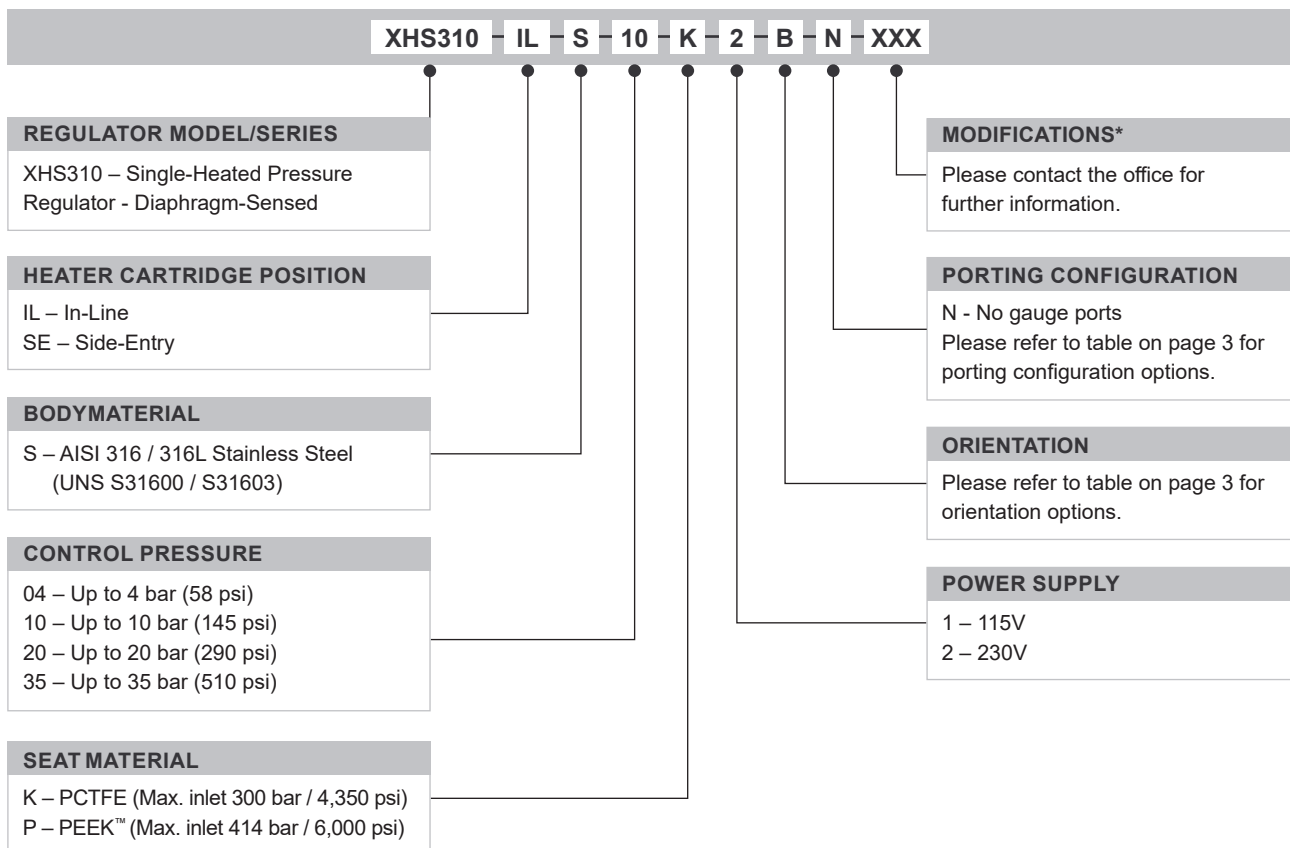 XHS310 - IL - S - 10 - K - 2 - B - N - XXX
REGULATOR MODEL/SERIES
XHS310 – Single-Heated Pressure
Regulator - Diaphragm-Sensed
HEATER CARTRIDGE POSITION
IL – In-Line
SE – Side-Entry
BODYMATERIAL
S – AISI 316 / 316L Stainless Steel
(UNS S31600 / S31603)
CONTROL PRESSURE
04 – Up to 4 bar (58 psi)
10 – Up to 10 bar (145 psi)
20 – Up to 20 bar (290 psi)
35 – Up to 35 bar (510 psi)
SEAT MATERIAL
K – PCTFE (Max. inlet 300 bar / 4,350 psi)
P – PEEK™ (Max. inlet 414 bar / 6,000 psi)
MODIFICATIONS*
Please contact the office for
further information.
PORTING CONFIGURATION
N - No gauge ports
Please refer to table on page 3 for
porting configuration options.
ORIENTATION
Please refer to table on page 3 for
orientation options.
POWER SUPPLY
1 – 115V
2 – 230V